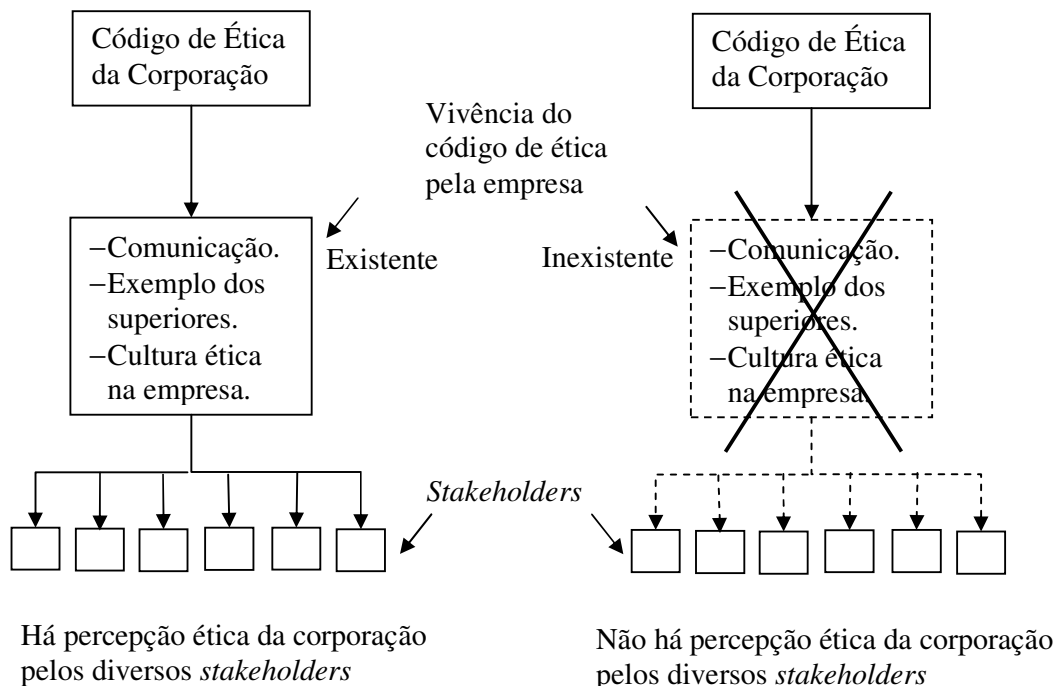 Código de Ética
da Corporação
Código de Ética
da Corporação
Vivência do
código de ética
pela empresa
−Comunicação.
−Exemplo dos
superiores.
−Cultura ética
na empresa.
Existente
Inexistente
−Comunicação.
−Exemplo dos
superiores.
−Cultura ética
na empresa.
Stakeholders
Há percepção ética da corporação
pelos diversos stakeholders
Não há percepção ética da corporação
pelos diversos stakeholders